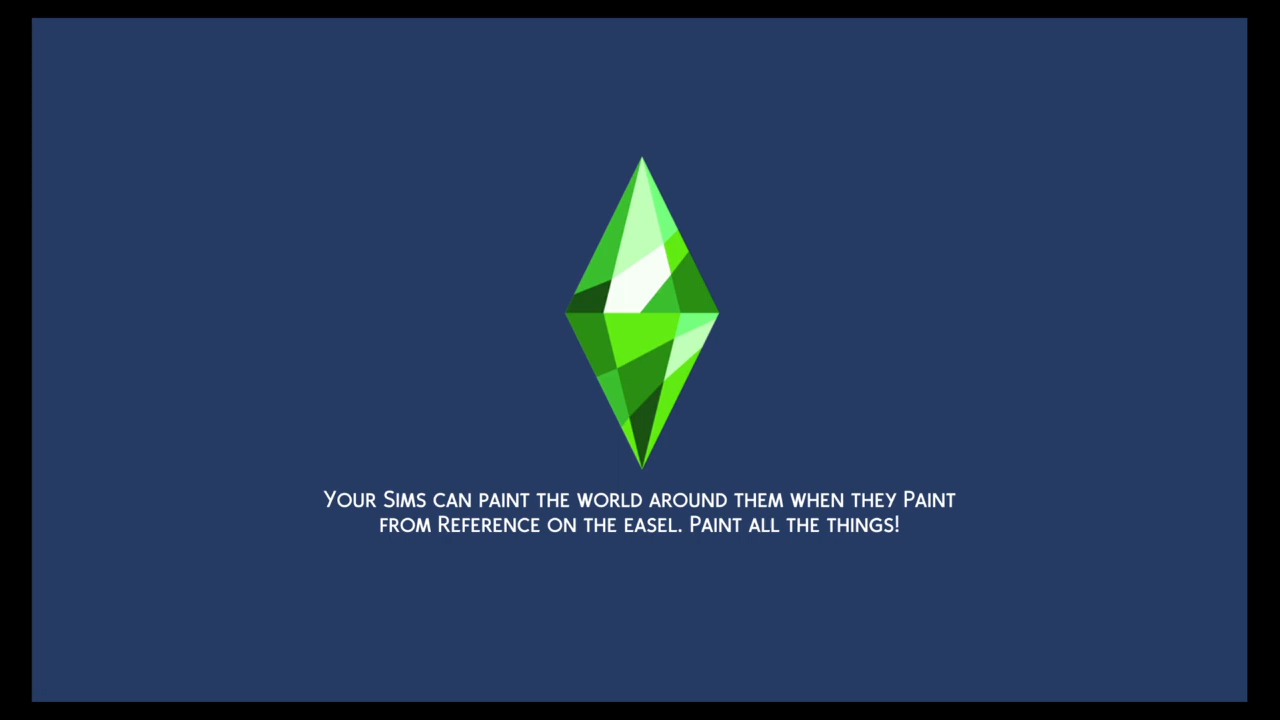 Your Sims can paint the world around them when they Paint
from Reference on the easel. Paint all the things!